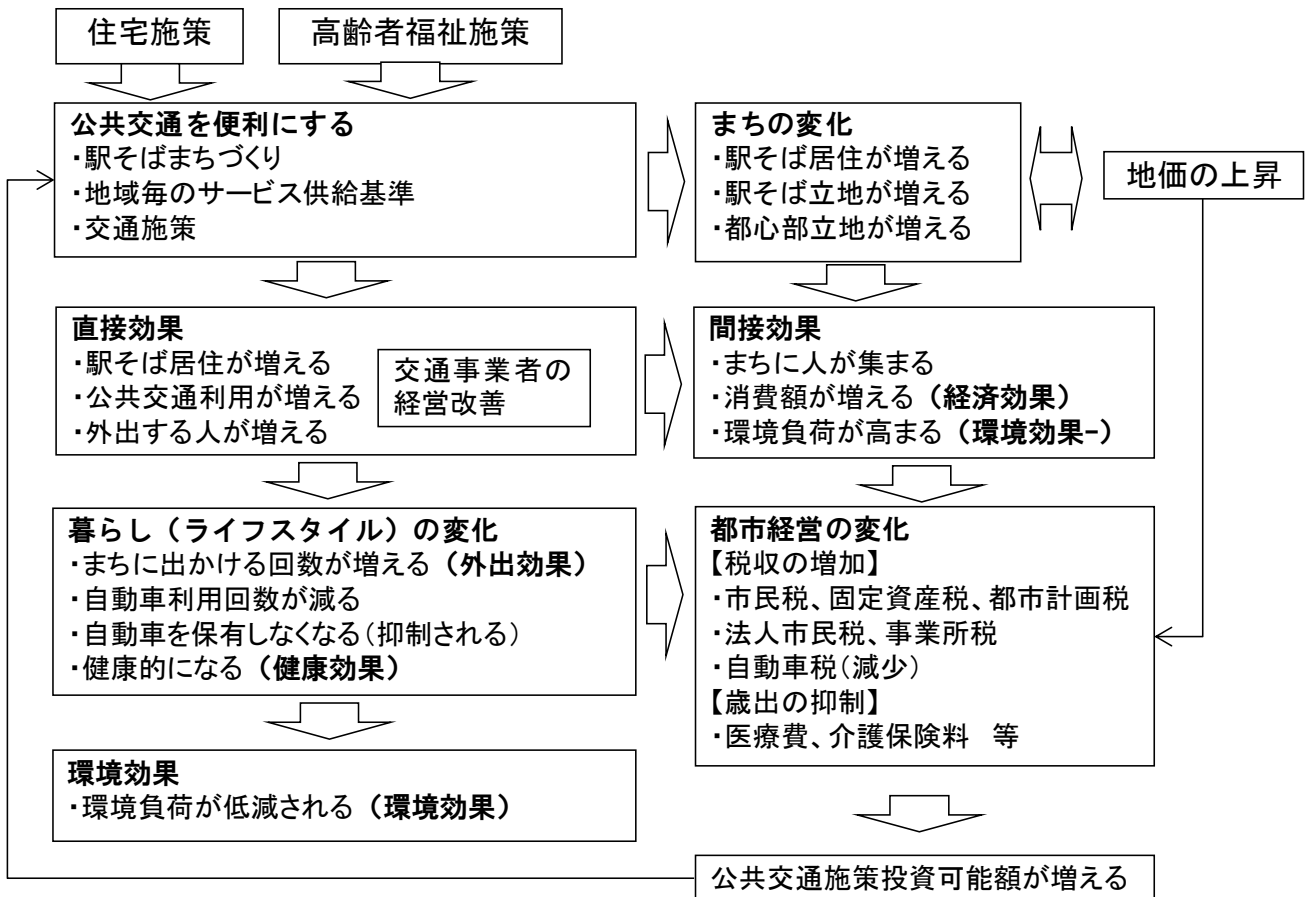 住宅施策
高齢者福祉施策
公共交通を便利にする
・駅そばまちづくり
・地域毎のサービス供給基準
・交通施策
まちの変化
・駅そば居住が増える
・駅そば立地が増える
・都心部立地が増える
地価の上昇
直接効果
・駅そば居住が増える
・公共交通利用が増える
・外出する人が増える
交通事業者の
経営改善
間接効果
・まちに人が集まる
・消費額が増える（経済効果）
・環境負荷が高まる（環境効果-）
暮らし（ライフスタイル）の変化
・まちに出かける回数が増える（外出効果）
・自動車利用回数が減る
・自動車を保有しなくなる（抑制される）
・健康的になる（健康効果）
都市経営の変化
【税収の増加】
・市民税、固定資産税、都市計画税
・法人市民税、事業所税
・自動車税（減少）
【歳出の抑制】
・医療費、介護保険料　等
環境効果
・環境負荷が低減される（環境効果）
公共交通施策投資可能額が増える